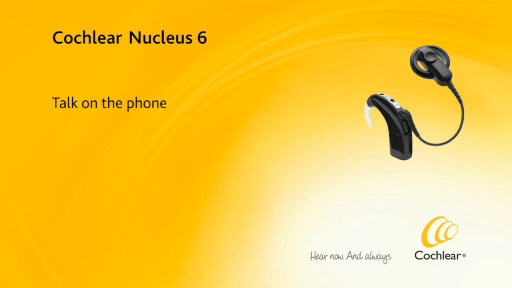 Cochlear Nucleus 6
Talk on the phone
Hear now. And always
Cochlear®